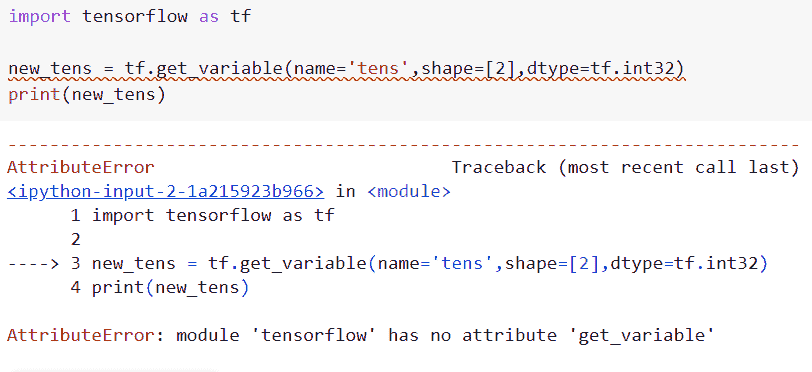 import tensorflow as tf
new_tens = tf.get_variable(name='tens',shape=[2],dtype=tf.int32)
print(new_tens)
---------------------------------------------------------------------------
AttributeError                            Traceback (most recent call last)
<ipython-input-2-1a215923b966> in <module>
      1 import tensorflow as tf
      2
----> 3 new_tens = tf.get_variable(name='tens',shape=[2],dtype=tf.int32)
      4 print(new_tens)
AttributeError: module 'tensorflow' has no attribute 'get_variable'